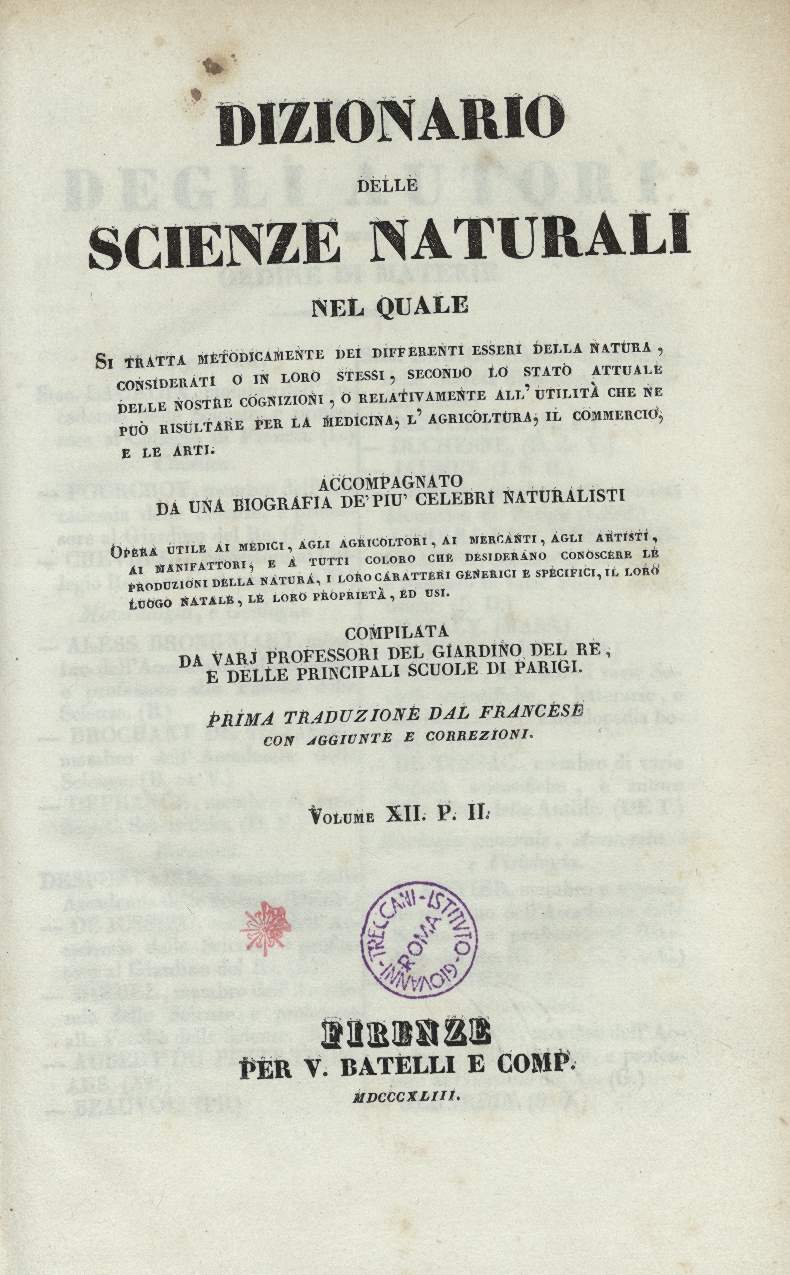 DIZIONARIO
DELLE
SCIENZE NATURALI
NEL QUALE
SI TRATTA METODICAMENTE DEI DIFFERENTI ESSERI DELLA NATURA,
CONSIDERATI O IN LORO STESSI, SECONDO LO STATO ATTUALE
DELLE NOSTRE COGNIZIONI, O RELATIVAMENTE ALL'UTILITÀ CHE NE
PUÒ RISULTARE PER LA MEDICINA, L'AGRICOLTURA, IL COMMERCIO,
E LE ARTI.
ACCOMPAGNATO
DA UNA BIOGRAFIA DE' PIU' CELEBRI NATURALISTI
OPERA UTILE AI MEDICI, AGLI AGRICOLTORI, AI MERCANTI, AGLI ARTISTI,
AI MANIFATTORI, E A TUTTI COLORO CHE DESIDERANO CONOSCERE LE
PRODUZIONI DELLA NATURA, I LORO CARATTERI GENERICI E SPECIFICI, IL LORO
LUOGO NATALE, LE LORO PROPRIETÀ, ED USI.
COMPILATA
DA VARJ PROFESSORI DEL GIARDINO DEL RE,
E DELLE PRINCIPALI SCUOLE DI PARIGI.
PRIMA TRADUZIONE DAL FRANCESE
CON AGGIUNTE E CORREZIONI.
VOLUME XII. P. II.
ISTITUTO-GIOVANNI-TRECCANI-
ROMA
FIRENZE
PER V. BATELLI E COMP.
MDCCCXLIII.